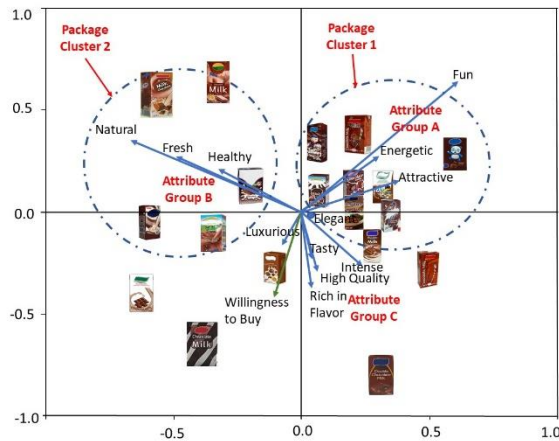 1.0
0.5
0.0
-0.5
-1.0
-0.5
0.0
0.5
1.0
Package
Cluster 2
Package
Cluster 1
Fun
Attribute
Group A
Natural
Fresh
Healthy
Energetic
Attractive
Attribute
Group B
Elegant
Luxurious
Tasty
Intense
High Quality
Rich in
Flavor
Attribute
Group C
Willingness
to Buy
Milk
Milk